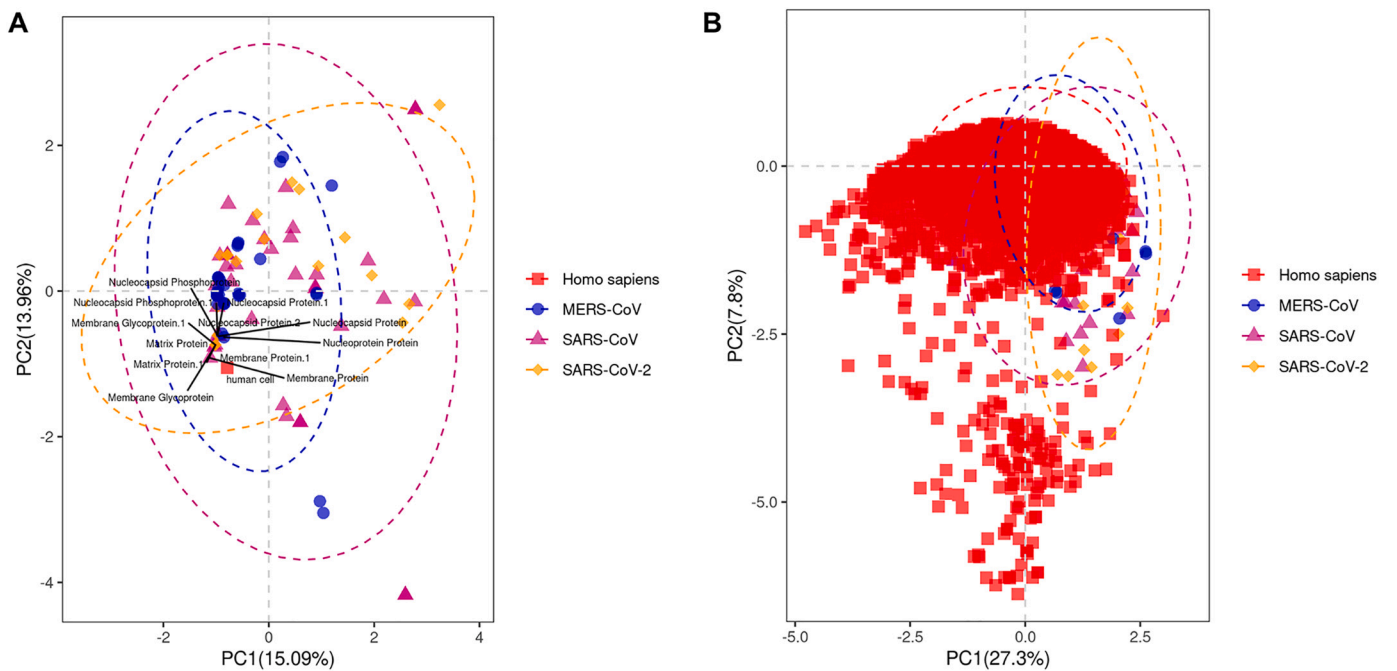 A
PC2(13.96%)
2
0
-2
-4
Nucleocapsid Phosphoprotein
Nucleocapsid Phosphoprotein.1
Nucleocapsid Protein.1
Membrane Glycoprotein.1
Nucleocapsid Protein.2
Nucleocapsid Protein
Matrix Protein
Nucleoprotein Protein
Matrix Protein.
Membrane Protein.1
human cell
Membrane Protein
Membrane Glycoprotein
-2
0
2
4
PC1(15.09%)
Homo sapiens
MERS-CoV
SARS-CoV
SARS-CoV-2
B
PC2(7.8%)
0.0
-2.5
-5.0
-5.0
-2.5
0.0
2.5
PC1(27.3%)
Homo sapiens
MERS-CoV
SARS-CoV
SARS-CoV-2